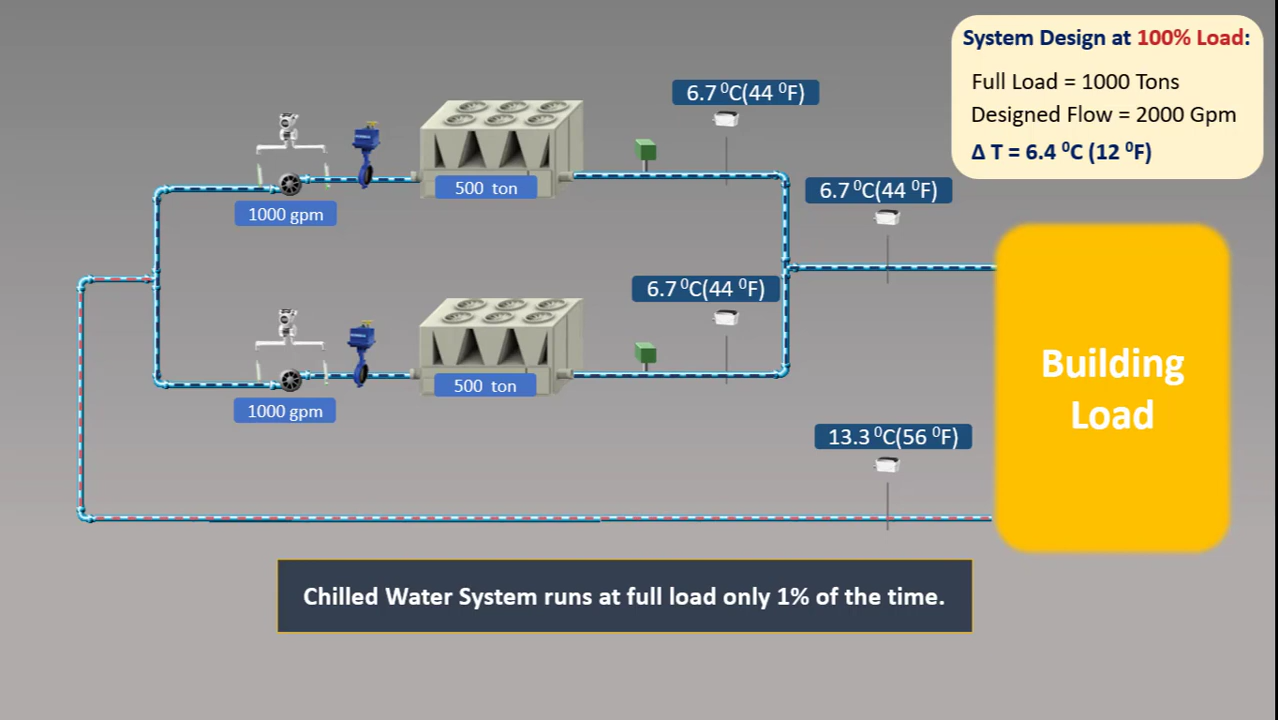 System Design at 100% Load:
Full Load = 1000 Tons
Designed Flow = 2000 Gpm
Δ T = 6.4 ⁰C (12 ⁰F)
6.7 ⁰C(44 ⁰F)
500 ton
1000 gpm
6.7 ⁰C(44 ⁰F)
6.7 ⁰C(44 ⁰F)
500 ton
1000 gpm
Building
Load
13.3 ⁰C(56 ⁰F)
Chilled Water System runs at full load only 1% of the time.